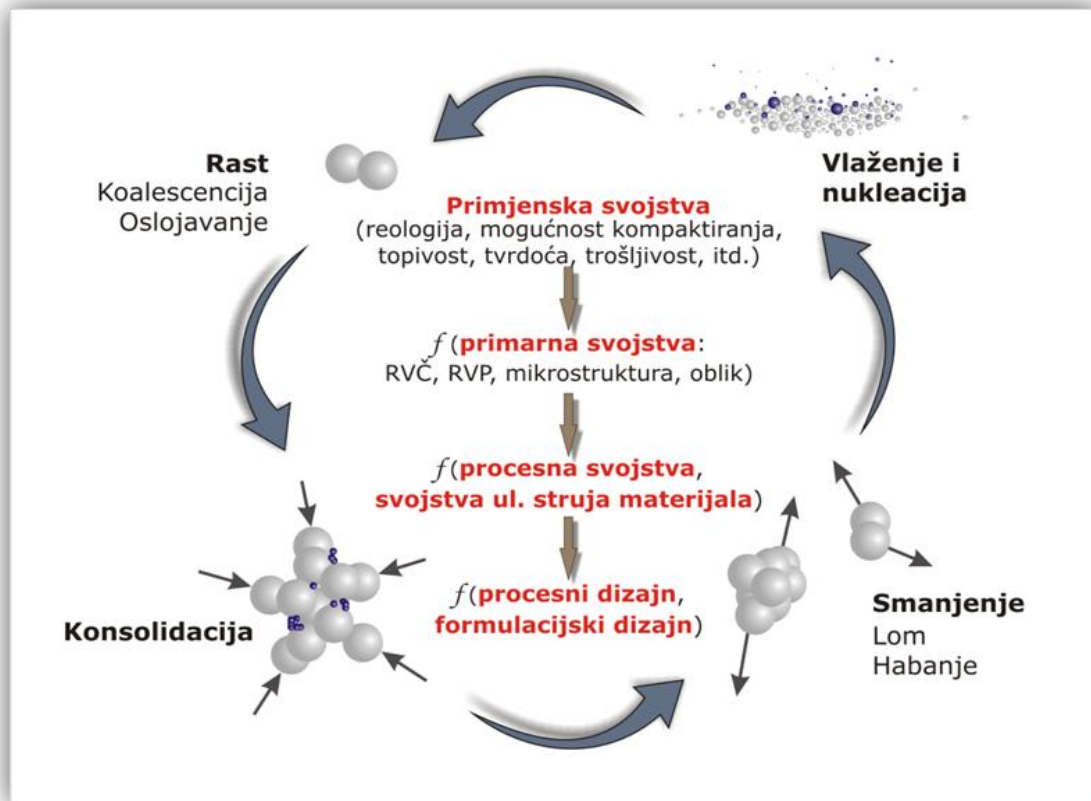 Rast
Koalescencija
Oslojavanje
Vlaženje i
nukleacija
Primjenska svojstva
(reologija, mogućnost kompaktiranja,
topivost, tvrdoća, trošljivost, itd.)
f(primarna svojstva:
RVČ, RVP, mikrostruktura, oblik)
f(procesna svojstva,
svojstva ul. struja materijala)
f(procesni dizajn,
formulacijski dizajn)
Konsolidacija
Smanjenje
Lom
Habanje